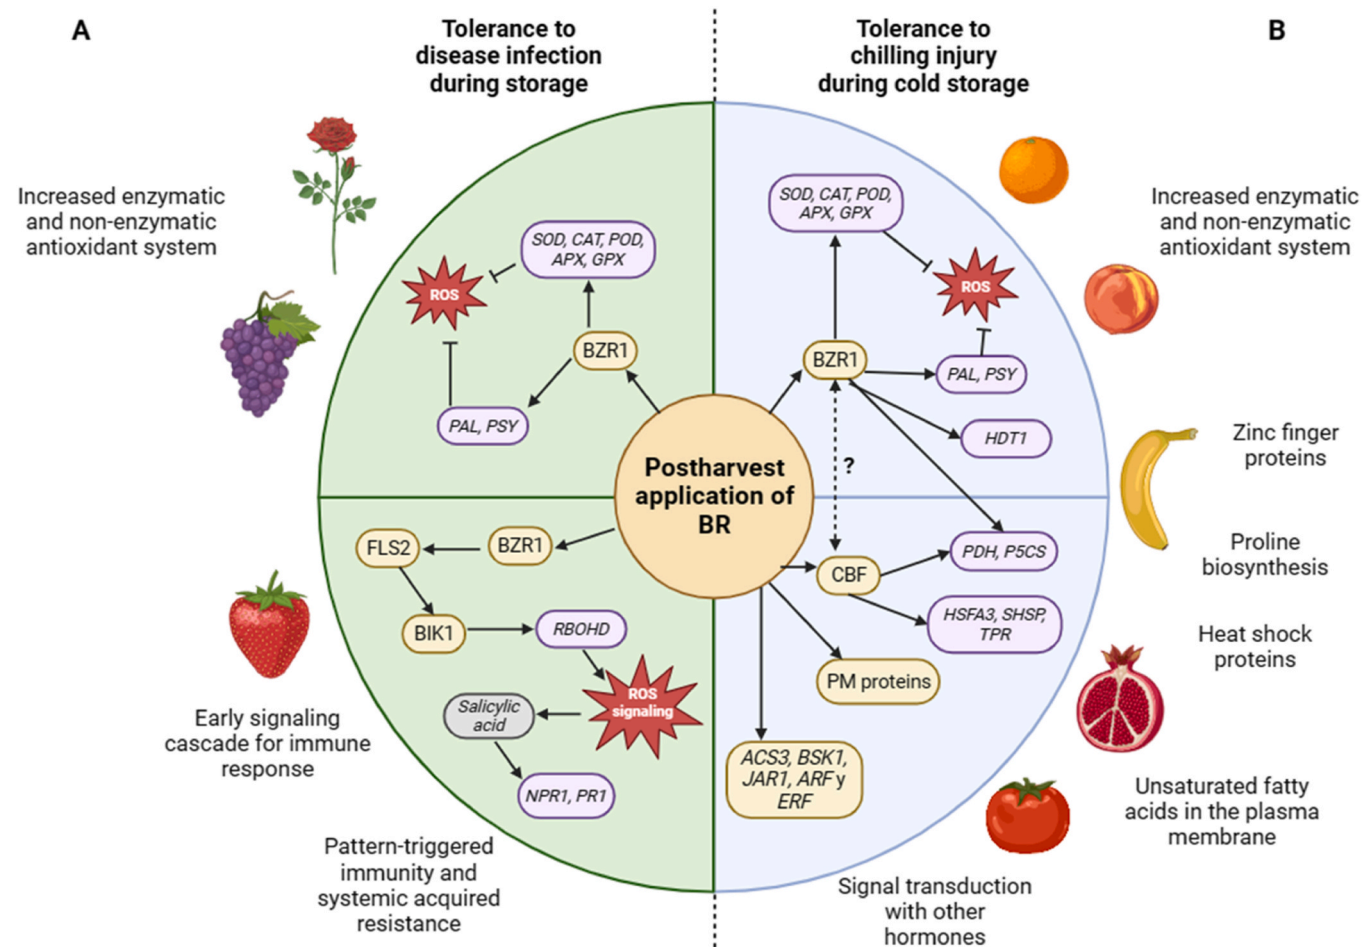 A
Tolerance to
disease infection
during storage
Increased enzymatic
and non-enzymatic
antioxidant system
SOD, CAT, POD,
APX, GPX
ROS
BZR1
PAL, PSY
FLS2
BZR1
BIK1
RBOHD
ROS
signaling
Salicylic
acid
NPR1, PR1
Early signaling
cascade for immune
response
Pattern-triggered
immunity and
systemic acquired
resistance
Postharvest
application of
BR
B
Tolerance to
chilling injury
during cold storage
SOD, CAT, POD,
APX, GPX
ROS
BZR1
PAL, PSY
HDT1
?
CBF
PDH, P5CS
HSFA3, SHSP,
TPR
PM proteins
ACS3, BSK1,
JAR1, ARF y
ERF
Increased enzymatic
and non-enzymatic
antioxidant system
Zinc finger
proteins
Proline
biosynthesis
Heat shock
proteins
Unsaturated fatty
acids in the plasma
membrane
Signal transduction
with other
hormones